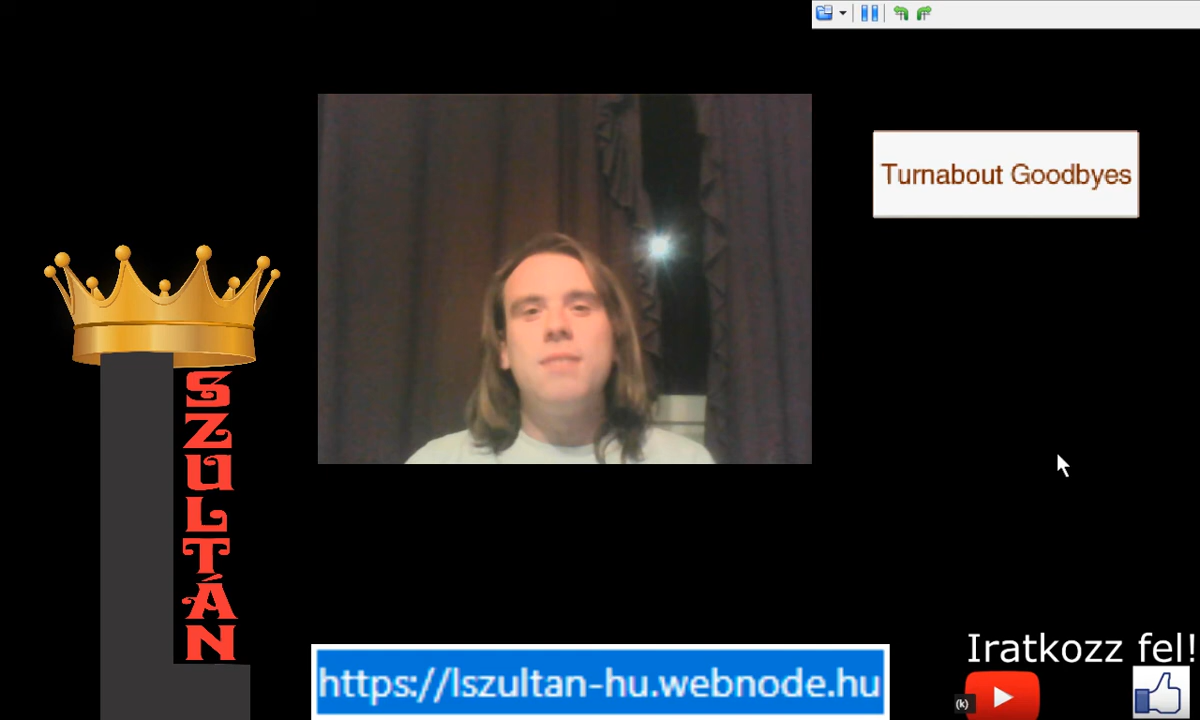 Turnabout Goodbyes
SZULTÁN
https://lszultan-hu.webnode.hu
Iratkozz fel!
(k)